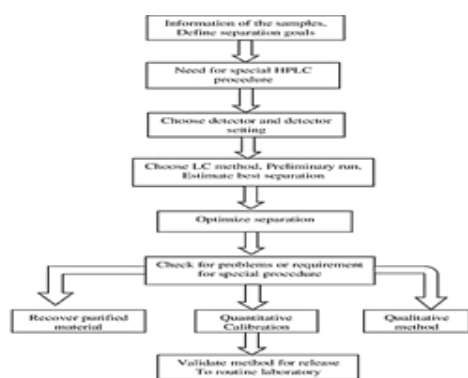 Information of the samples.
Define separation goals
Need for special HPLC
procedure
Choose detector and detector
setting
Choose LC method. Preliminary run.
Estimate best separation
Optimize separation
Check for problems or requirement
for special procedure
Recover purified
material
Quantitative
Calibration
Qualitative
method
Validate method for release
To routine laboratory